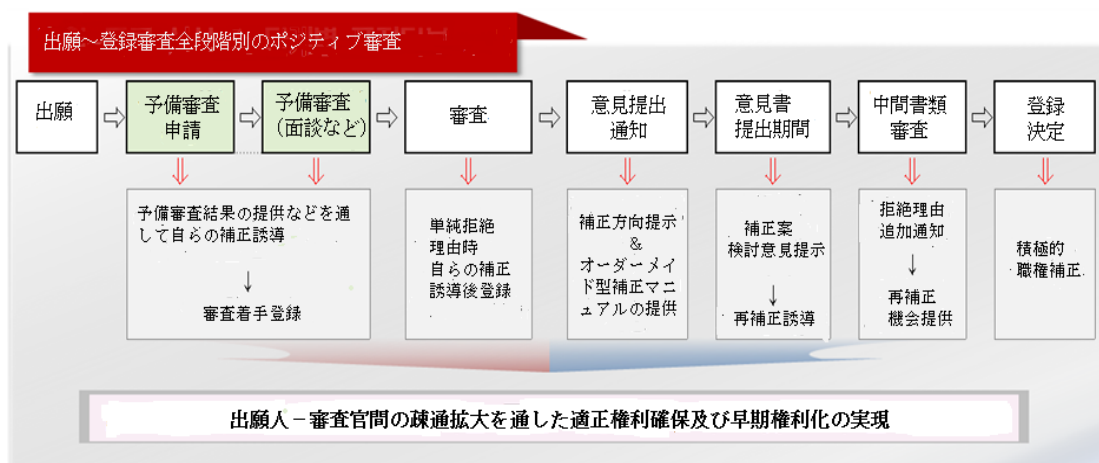 出願～登録審査全段階別のポジティブ審査
出願
予備審査
申請
予備審査
（面談など）
審査
意見提出
通知
意見書
提出期間
中間書類
審査
登録
決定
予備審査結果の提供などを通
して自らの補正誘導
↓
審査着手登録
単純拒絶
理由時
自らの補正
誘導後登録
補正方向提示
&
オーダーメイ
ド型補正マニ
ュアルの提供
補正案
検討意見提示
↓
再補正誘導
拒絶理由
追加通知
↓
再補正
機会提供
積極的
職権補正
出願人－審査官間の疎通拡大を通した適正権利確保及び早期権利化の実現